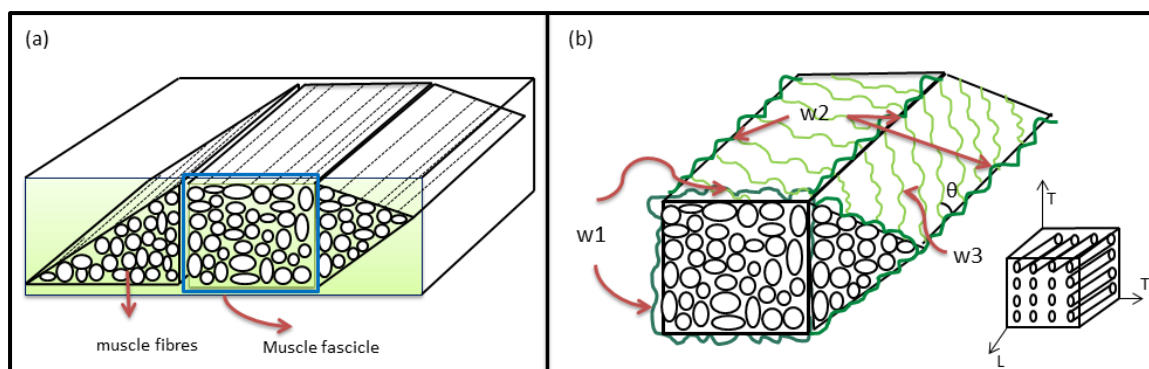 (a)
muscle fibres
Muscle fascicle
(b)
w2
w1
θ
w3
T
T
L